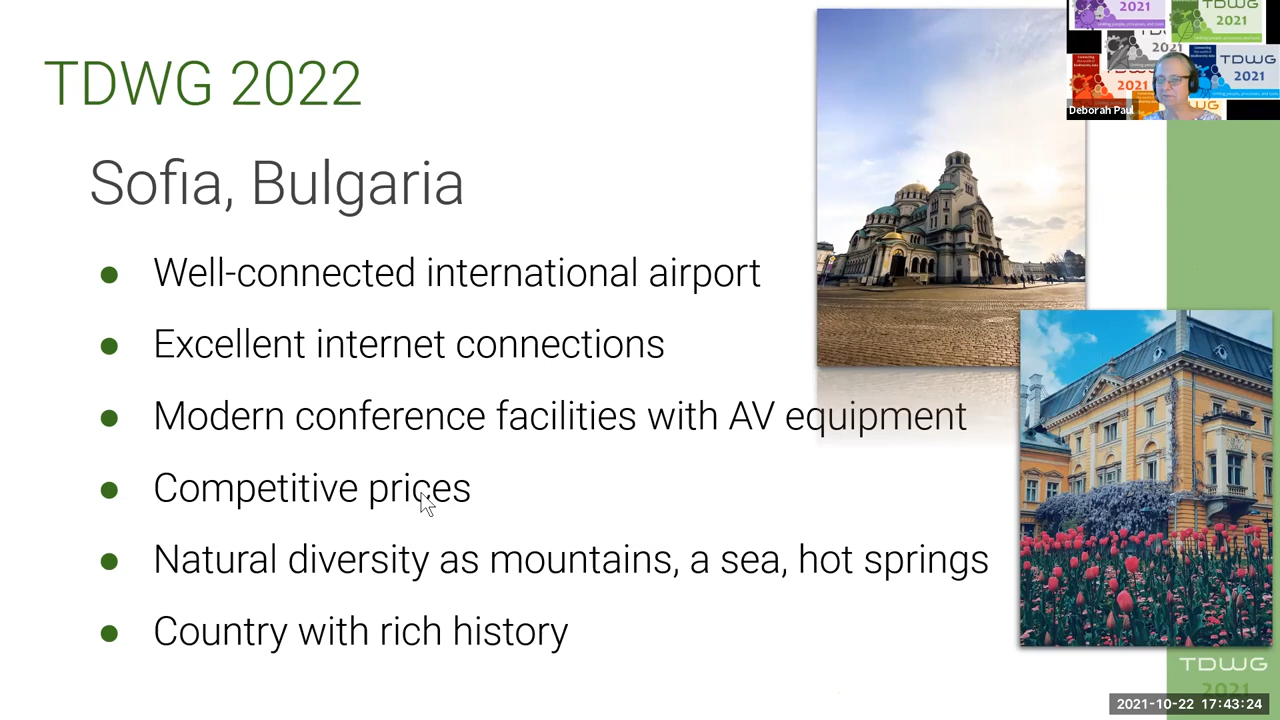 TDWG 2022
Sofia, Bulgaria
● Well-connected international airport
● Excellent internet connections
● Modern conference facilities with AV equipment
● Competitive prices
● Natural diversity as mountains, a sea, hot springs
● Country with rich history
2021
TDWG
2021
2021
TDWG
2021
2021
Deborah Paul
TDWG
2021
2021-10-22 17:43:24